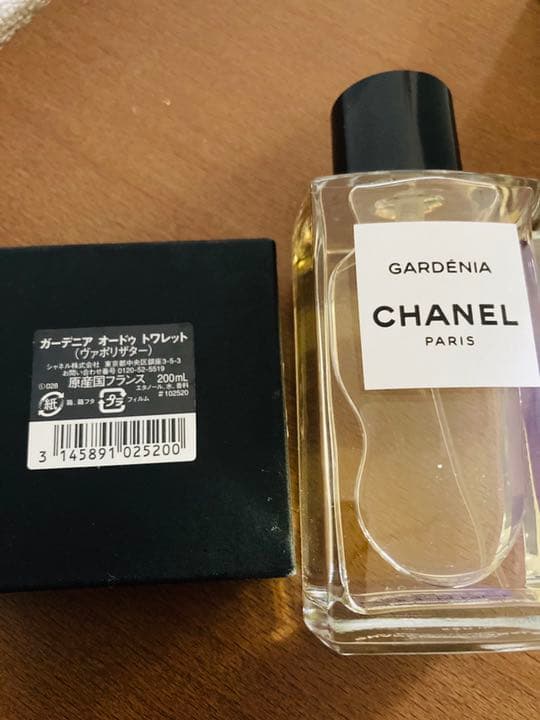 ガーデニア オードゥ トワレット
(ヴァポリザター)
シャネル株式会社 東京都中央区銀座3-5-3
お問い合わせ番号 0120-52-5519
原産国フランス 200mL
①028 エタノール、水、香料
紙 箱、箱フタ プラ フィルム #102520
3 145891 025200
GARDÉNIA
CHANEL
PARIS